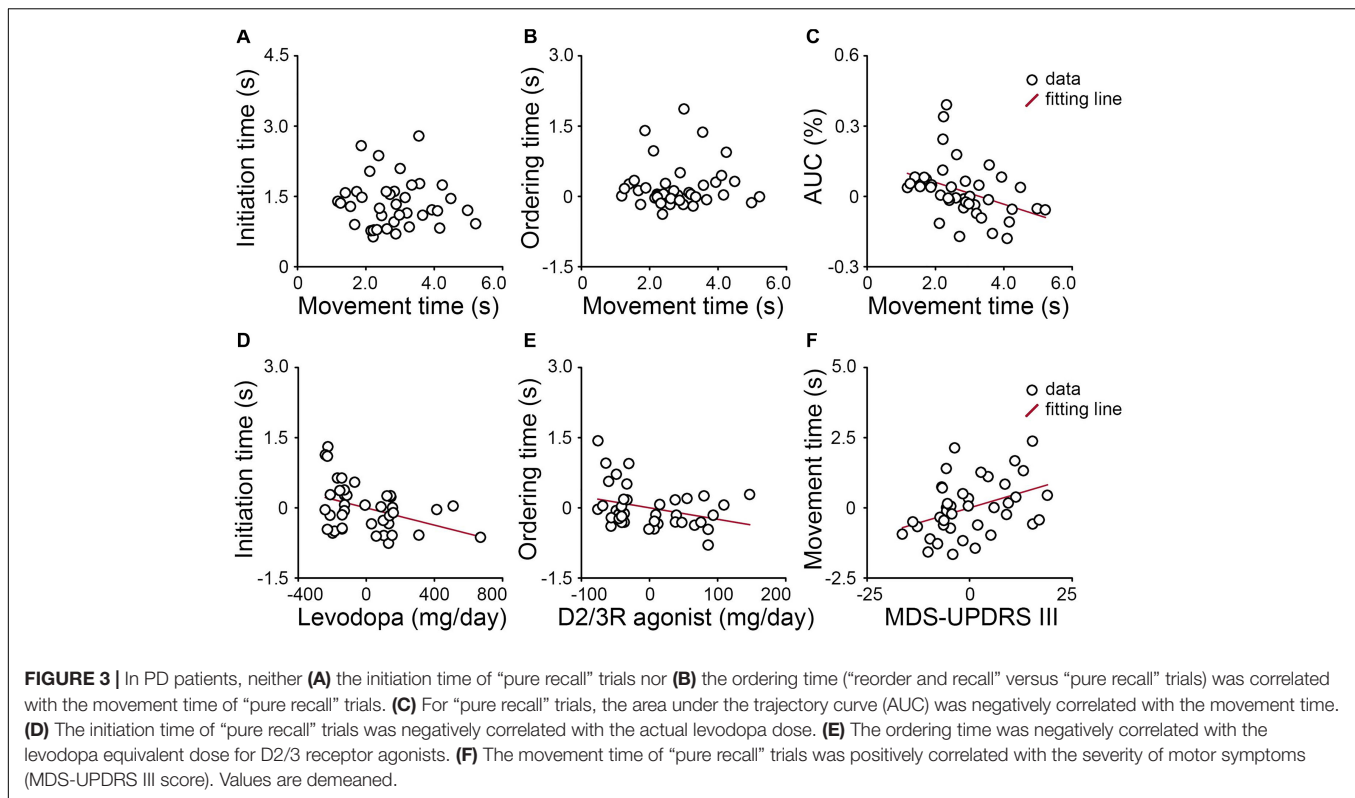 A
B
C
4.5
3.0
1.5
0
Initiation time (s)
0 2.0 4.0 6.0
Movement time (s)
3.0
1.5
0
-1.5
Ordering time (s)
0 2.0 4.0 6.0
Movement time (s)
0.6
0.3
0
-0.3
AUC (%)
data
fitting line
0 2.0 4.0 6.0
Movement time (s)
D
E
F
3.0
1.5
0
-1.5
Initiation time (s)
-400 0 400 800
Levodopa (mg/day)
3.0
1.5
0
-1.5
Ordering time (s)
-100 0 100 200
D2/3R agonist (mg/day)
5.0
2.5
0
-2.5
Movement time (s)
data
fitting line
-25 0 25
MDS-UPDRS III
FIGURE 3 | In PD patients, neither (A) the initiation time of “pure recall” trials nor (B) the ordering time (“reorder and recall” versus “pure recall” trials) was correlated
with the movement time of “pure recall” trials. (C) For “pure recall” trials, the area under the trajectory curve (AUC) was negatively correlated with the movement time.
(D) The initiation time of “pure recall” trials was negatively correlated with the actual levodopa dose. (E) The ordering time was negatively correlated with the
levodopa equivalent dose for D2/3 receptor agonists. (F) The movement time of “pure recall” trials was positively correlated with the severity of motor symptoms
(MDS-UPDRS III score). Values are demeaned.